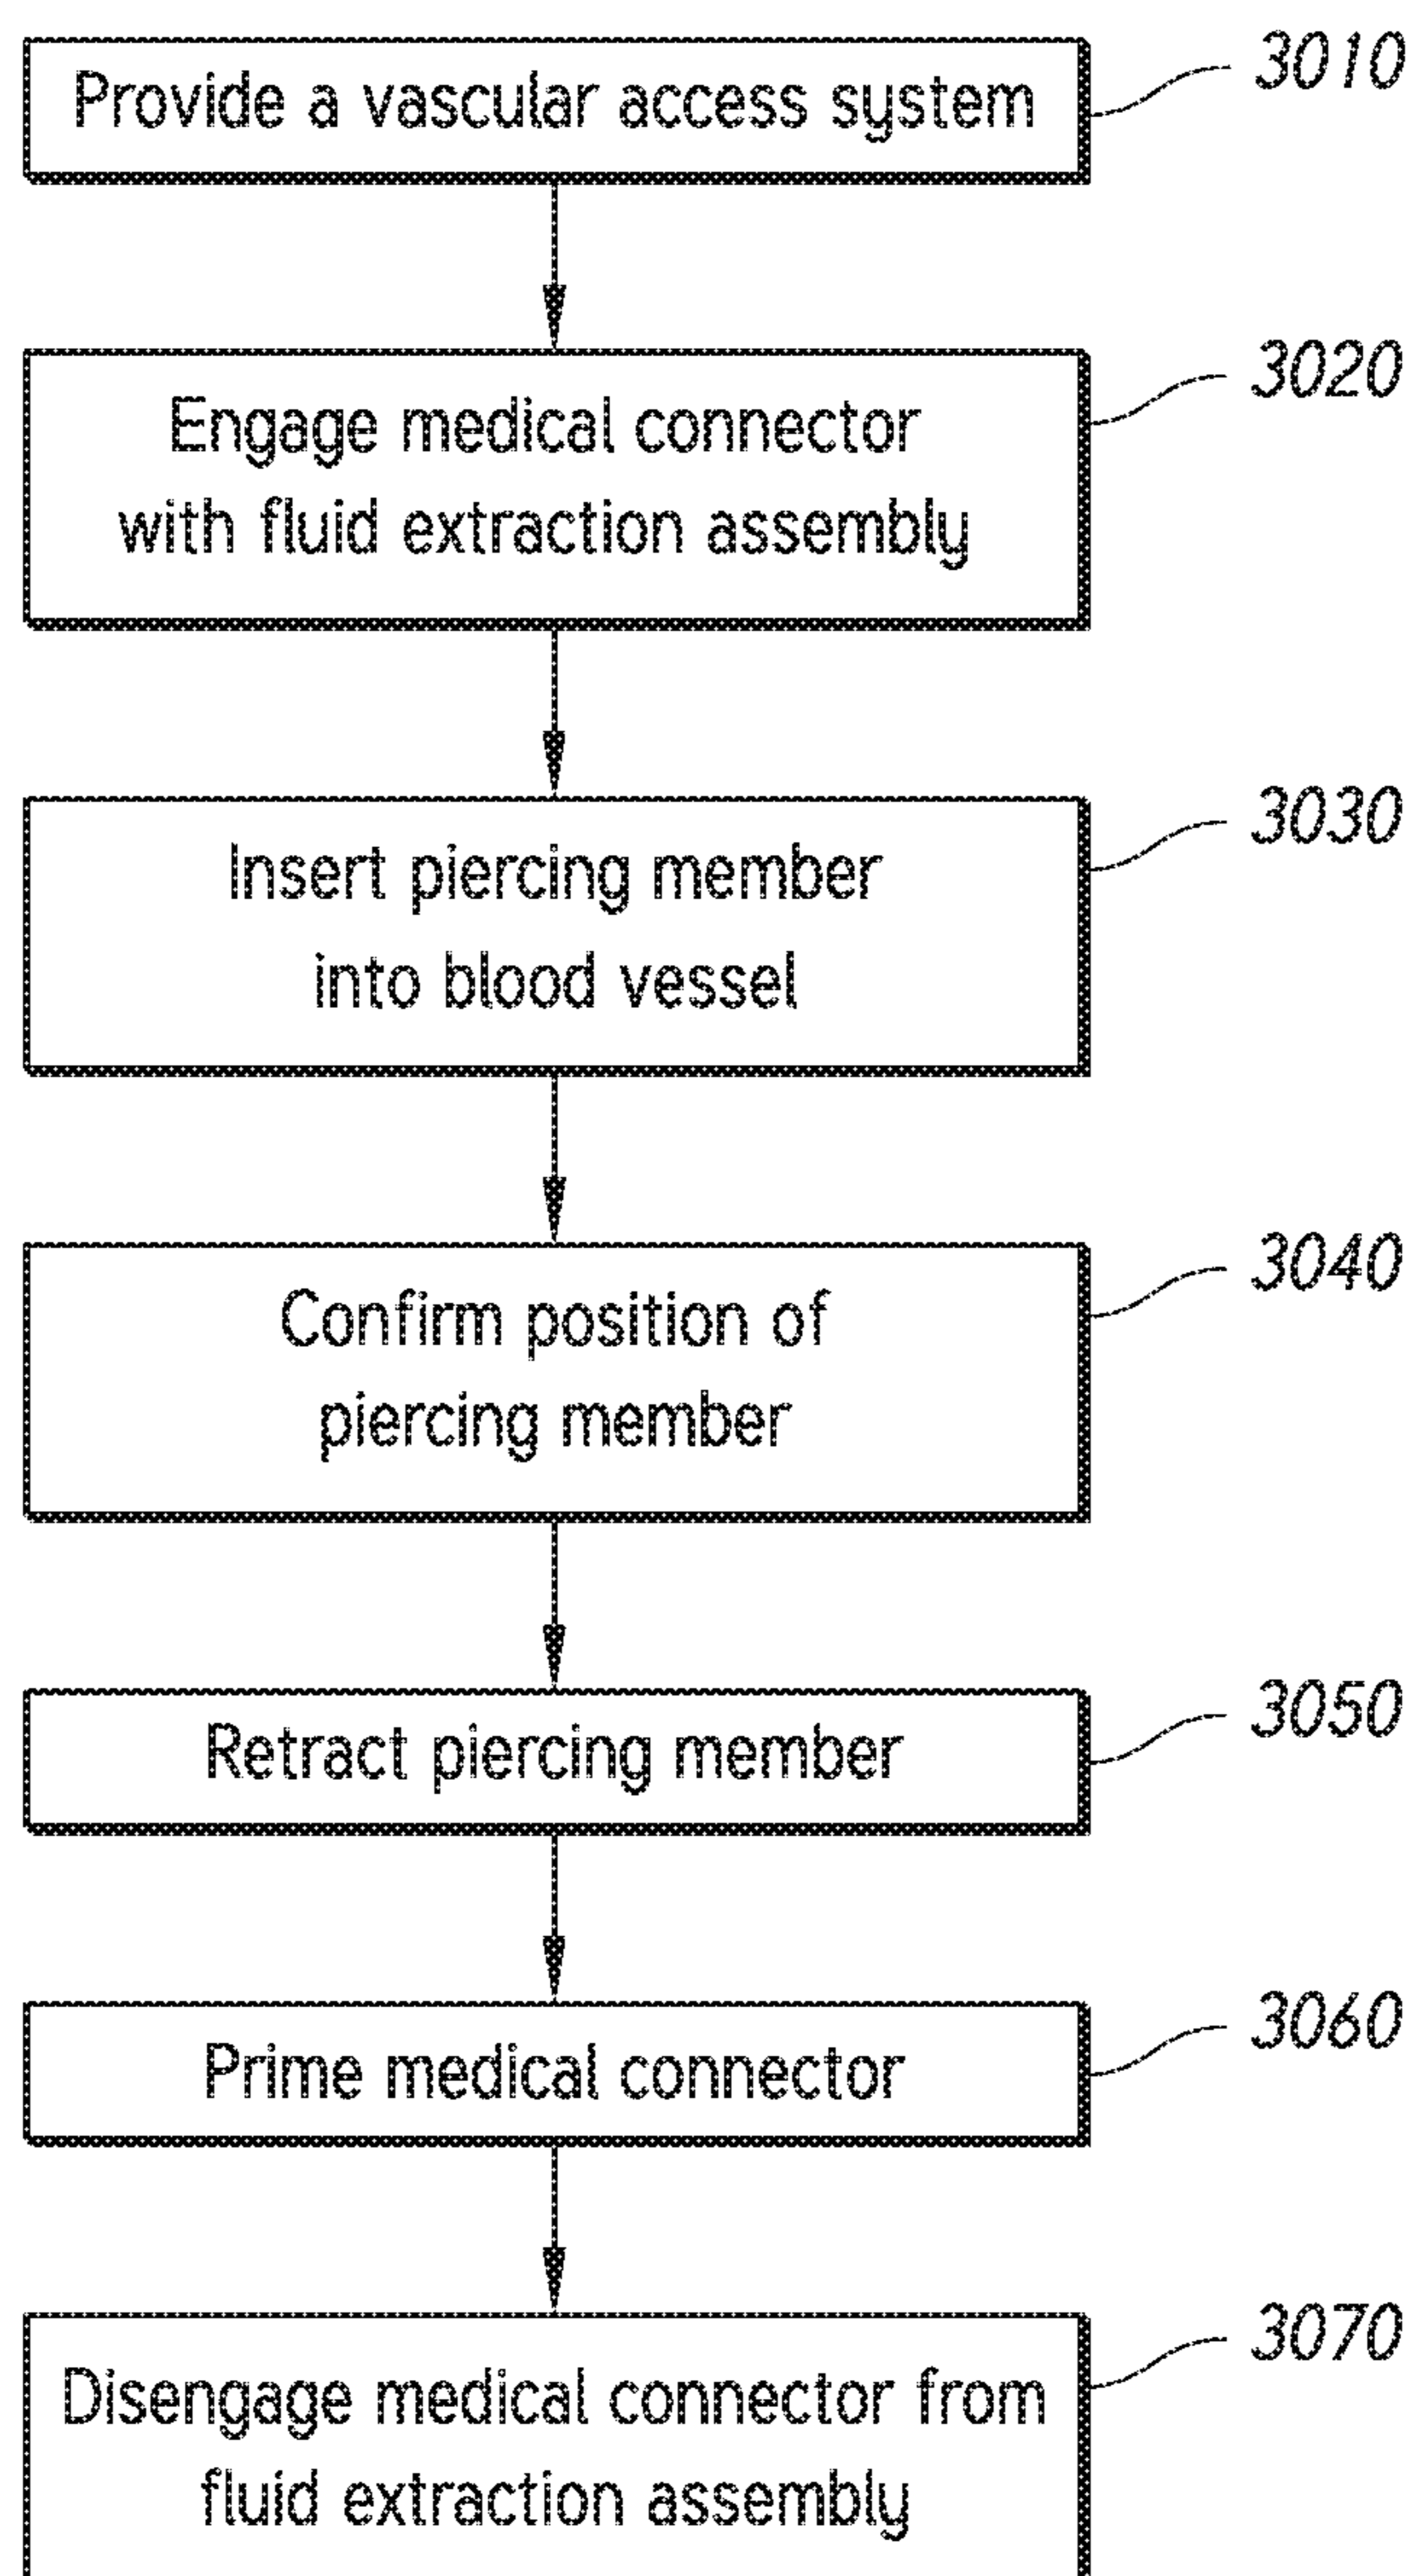 Provide a vascular access system
3010
Engage medical connector
with fluid extraction assembly
3020
Insert piercing member
into blood vessel
3030
Confirm position of
piercing member
3040
Retract piercing member
3050
Prime medical connector
3060
Disengage medical connector from
fluid extraction assembly
3070